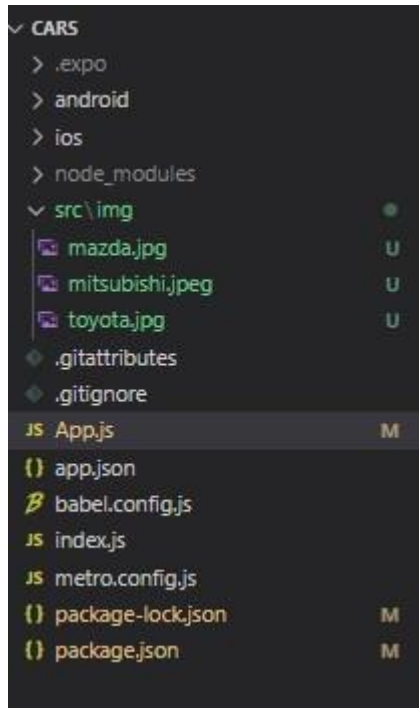 CARS
.expo
android
ios
node_modules
src\img
mazda.jpg U
mitsubishi.jpeg U
toyota.jpg U
.gitattributes
.gitignore
JS App.js M
{} app.json
B babel.config.js
JS index.js
JS metro.config.js
{} package-lock.json M
{} package.json M